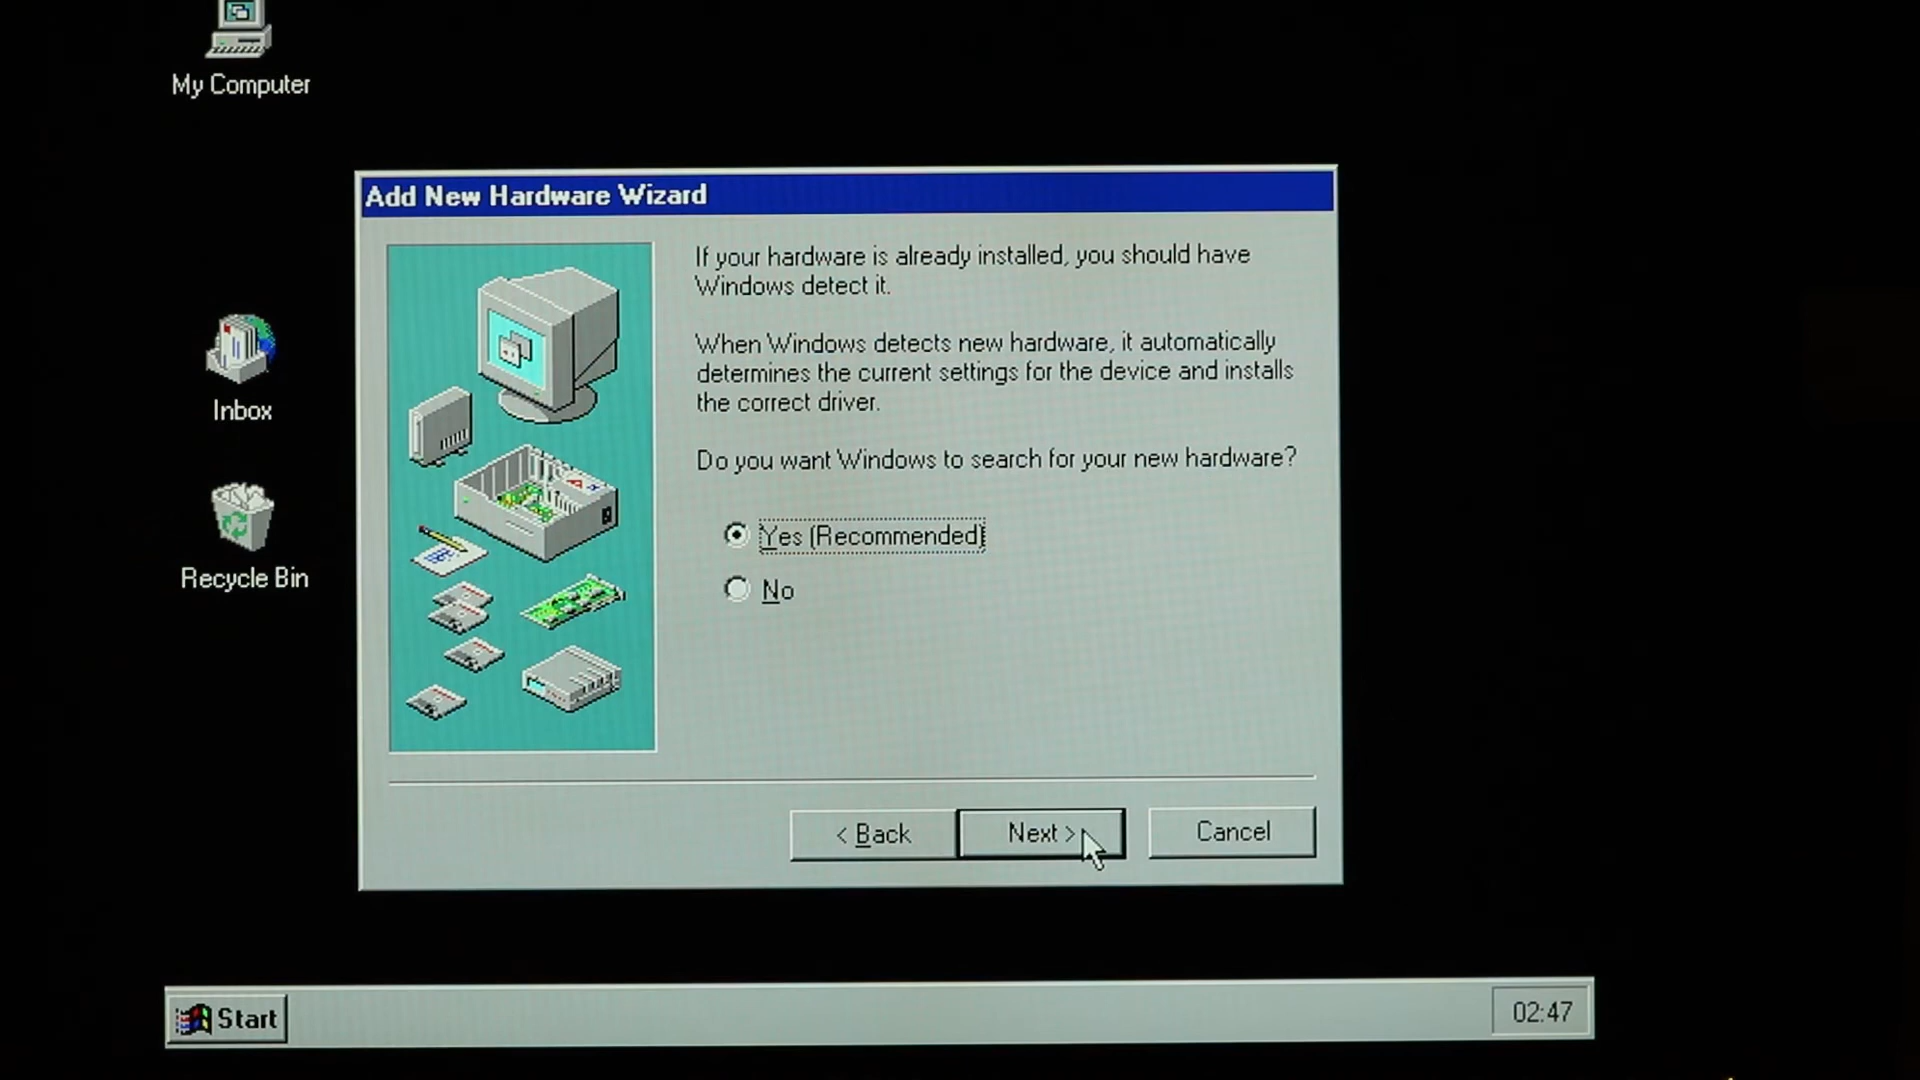 My Computer
Add New Hardware Wizard
If your hardware is already installed, you should have
Windows detect it.
When Windows detects new hardware, it automatically
determines the current settings for the device and installs
the correct driver.
Do you want Windows to search for your new hardware?
Yes (Recommended)
No
Inbox
Recycle Bin
< Back
Next >
Cancel
Start
02:47